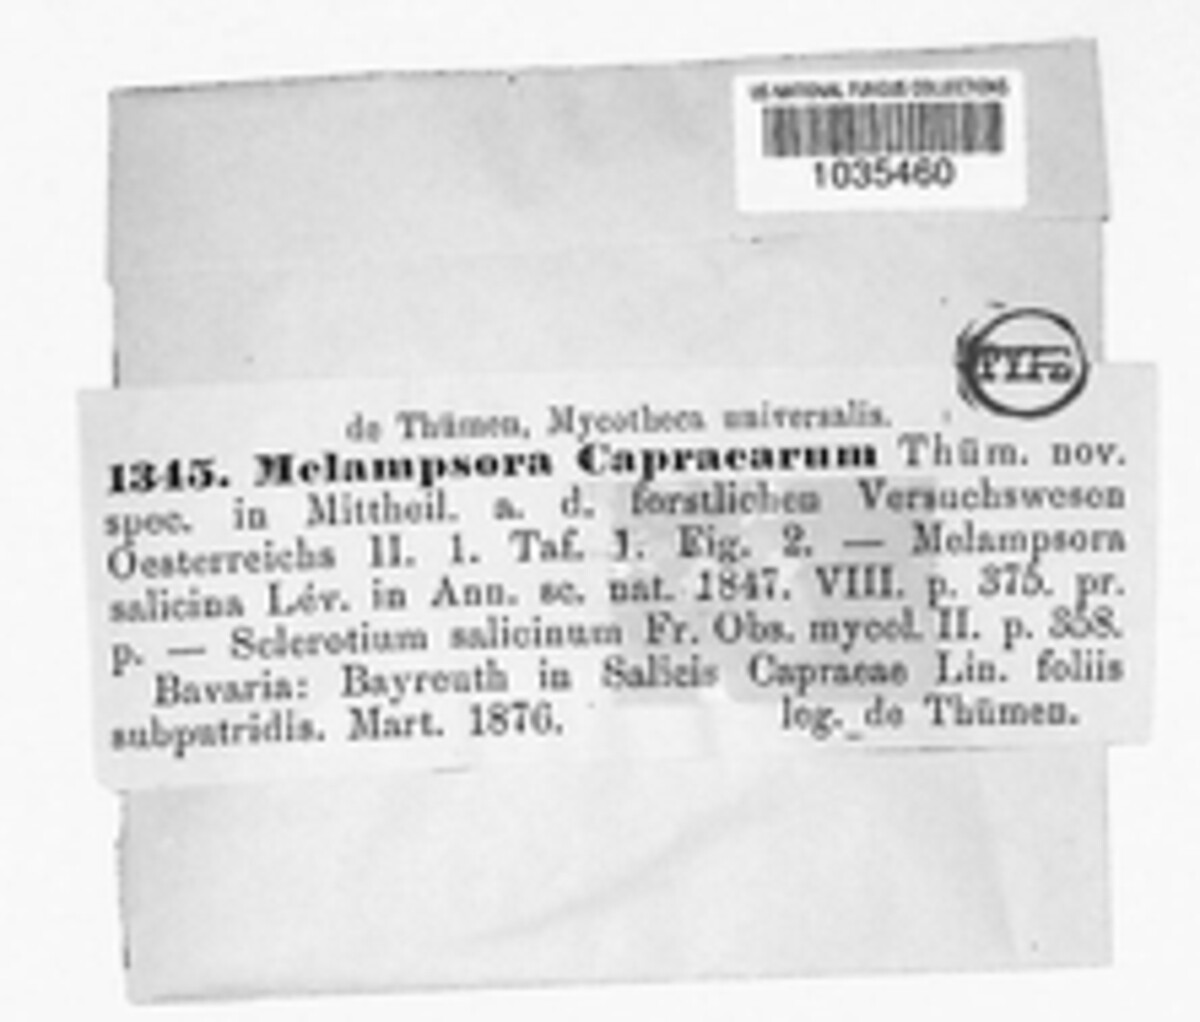 US NATIONAL FUNGUS COLLECTIONS
1035460
TYPE
de Thümen, Mycotheca universalis.
1345. Melampsora Capraearum Thüm. nov.
spec. in Mittheil. a. d. forstlichen Versuchswesen
Oesterreichs II. 1. Taf. 1. Fig. 2. — Melampsora
salicina Lév. in Ann. sc. nat. 1847. VIII. p. 375. pr.
p. — Sclerotium salicinum Fr. Obs. mycol. II. p. 358.
Bavaria: Bayreuth in Salicis Capraeae Lin. foliis
subputridis. Mart. 1876. leg. de Thümen.